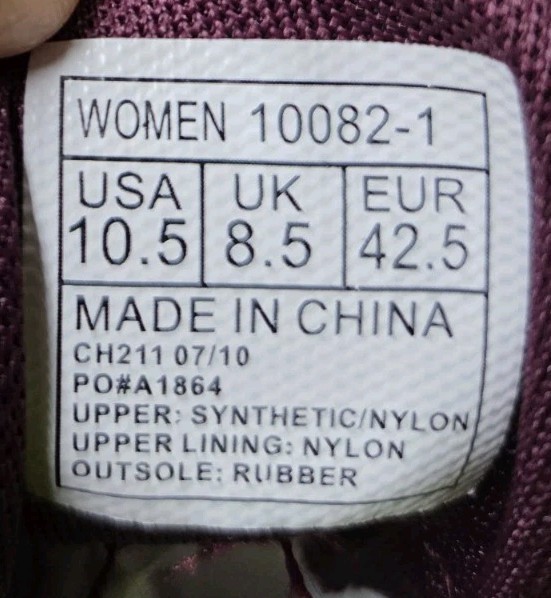 WOMEN 10082-1
USA UK EUR
10.5 8.5 42.5
MADE IN CHINA
CH211 07/10
PO#A1864
UPPER: SYNTHETIC/NYLON
UPPER LINING: NYLON
OUTSOLE: RUBBER